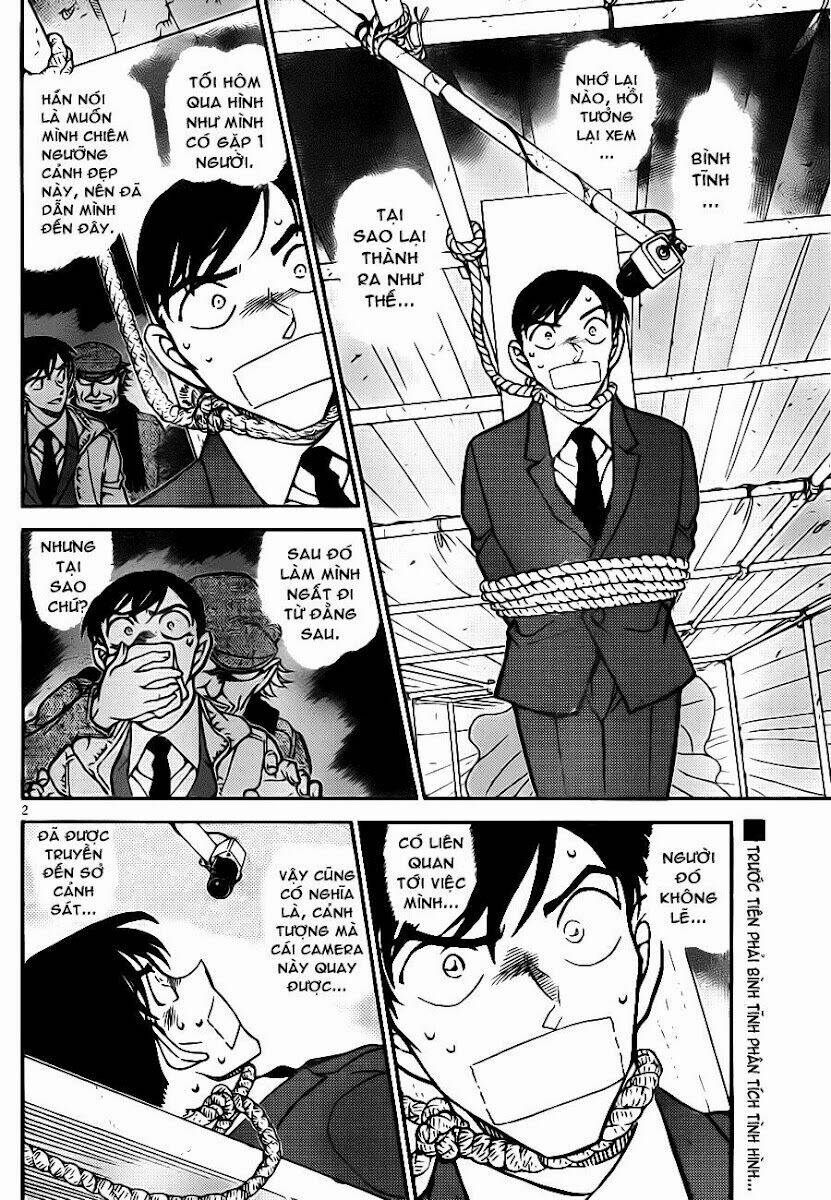 BÌNH
TĨNH
...
NHỚ LẠI
NÀO, HỒI
TƯỞNG
LẠI XEM
...
TẠI
SAO LẠI
THÀNH
RA NHƯ
THẾ...
TỐI HÔM
QUA HÌNH
NHƯ MÌNH
CÓ GẶP 1
NGƯỜI.
HẮN NÓI
LÀ MUỐN
MÌNH CHIÊM
NGƯỠNG
CẢNH ĐẸP
NÀY, NÊN ĐÃ
DẪN MÌNH
ĐẾN ĐÂY.
SAU ĐÓ
LÀM MÌNH
NGẤT ĐI
TỪ ĐẰNG
SAU.
NHƯNG
TẠI
SAO
CHỨ?
2
TRƯỚC TIÊN PHẢI BÌNH TĨNH PHÂN TÍCH TÌNH HÌNH...
NGƯỜI
ĐÓ
KHÔNG
LẼ...
CÓ LIÊN
QUAN
TỚI VIỆC
MÌNH...
VẬY CŨNG
CÓ NGHĨA
LÀ, CẢNH
TƯỢNG MÀ
CÁI CAMERA
NÀY QUAY
ĐƯỢC...
ĐÃ ĐƯỢC
TRUYỀN
ĐẾN SỞ
CẢNH
SÁT...